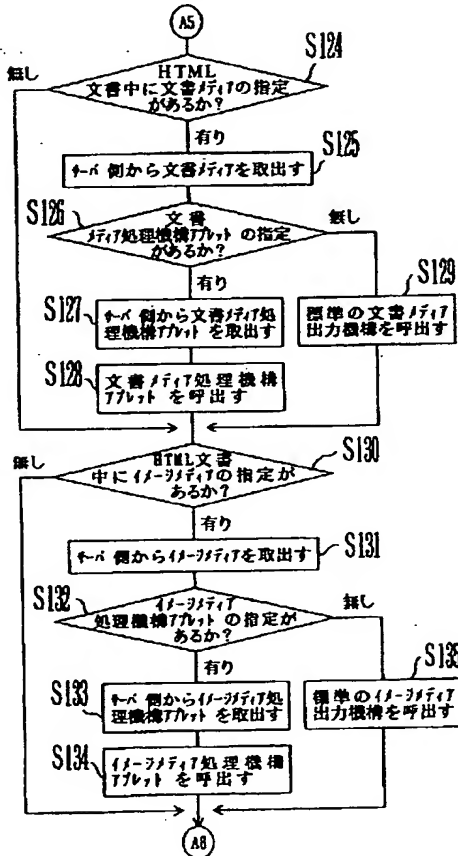 A5
S124
無し
HTML
文書中に文書メディアの指定
があるか?
有り
S125
サーバ 側から文書メディアを取出す
S126
文書
メディア処理機構アプレット の指定
があるか?
無し
有り
S127
サーバ 側から文書メディア処
理機構アプレット を取出す
S129
標準の文書メディア
出力機構を呼出す
S128
文書メディア処理機構
アプレット を呼出す
S130
無し
HTML文書
中にイメージメディアの指定が
あるか?
有り
S131
サーバ 側からイメージメディアを取出す
S132
イメージメディア
処理機構アプレット の指定が
あるか?
無し
有り
S133
サーバ 側からイメージメディア処
理機構アプレット を取出す
S135
標準のイメージメディア
出力機構を呼出す
S134
イメージメディア処理機構
アプレット を呼出す
A8